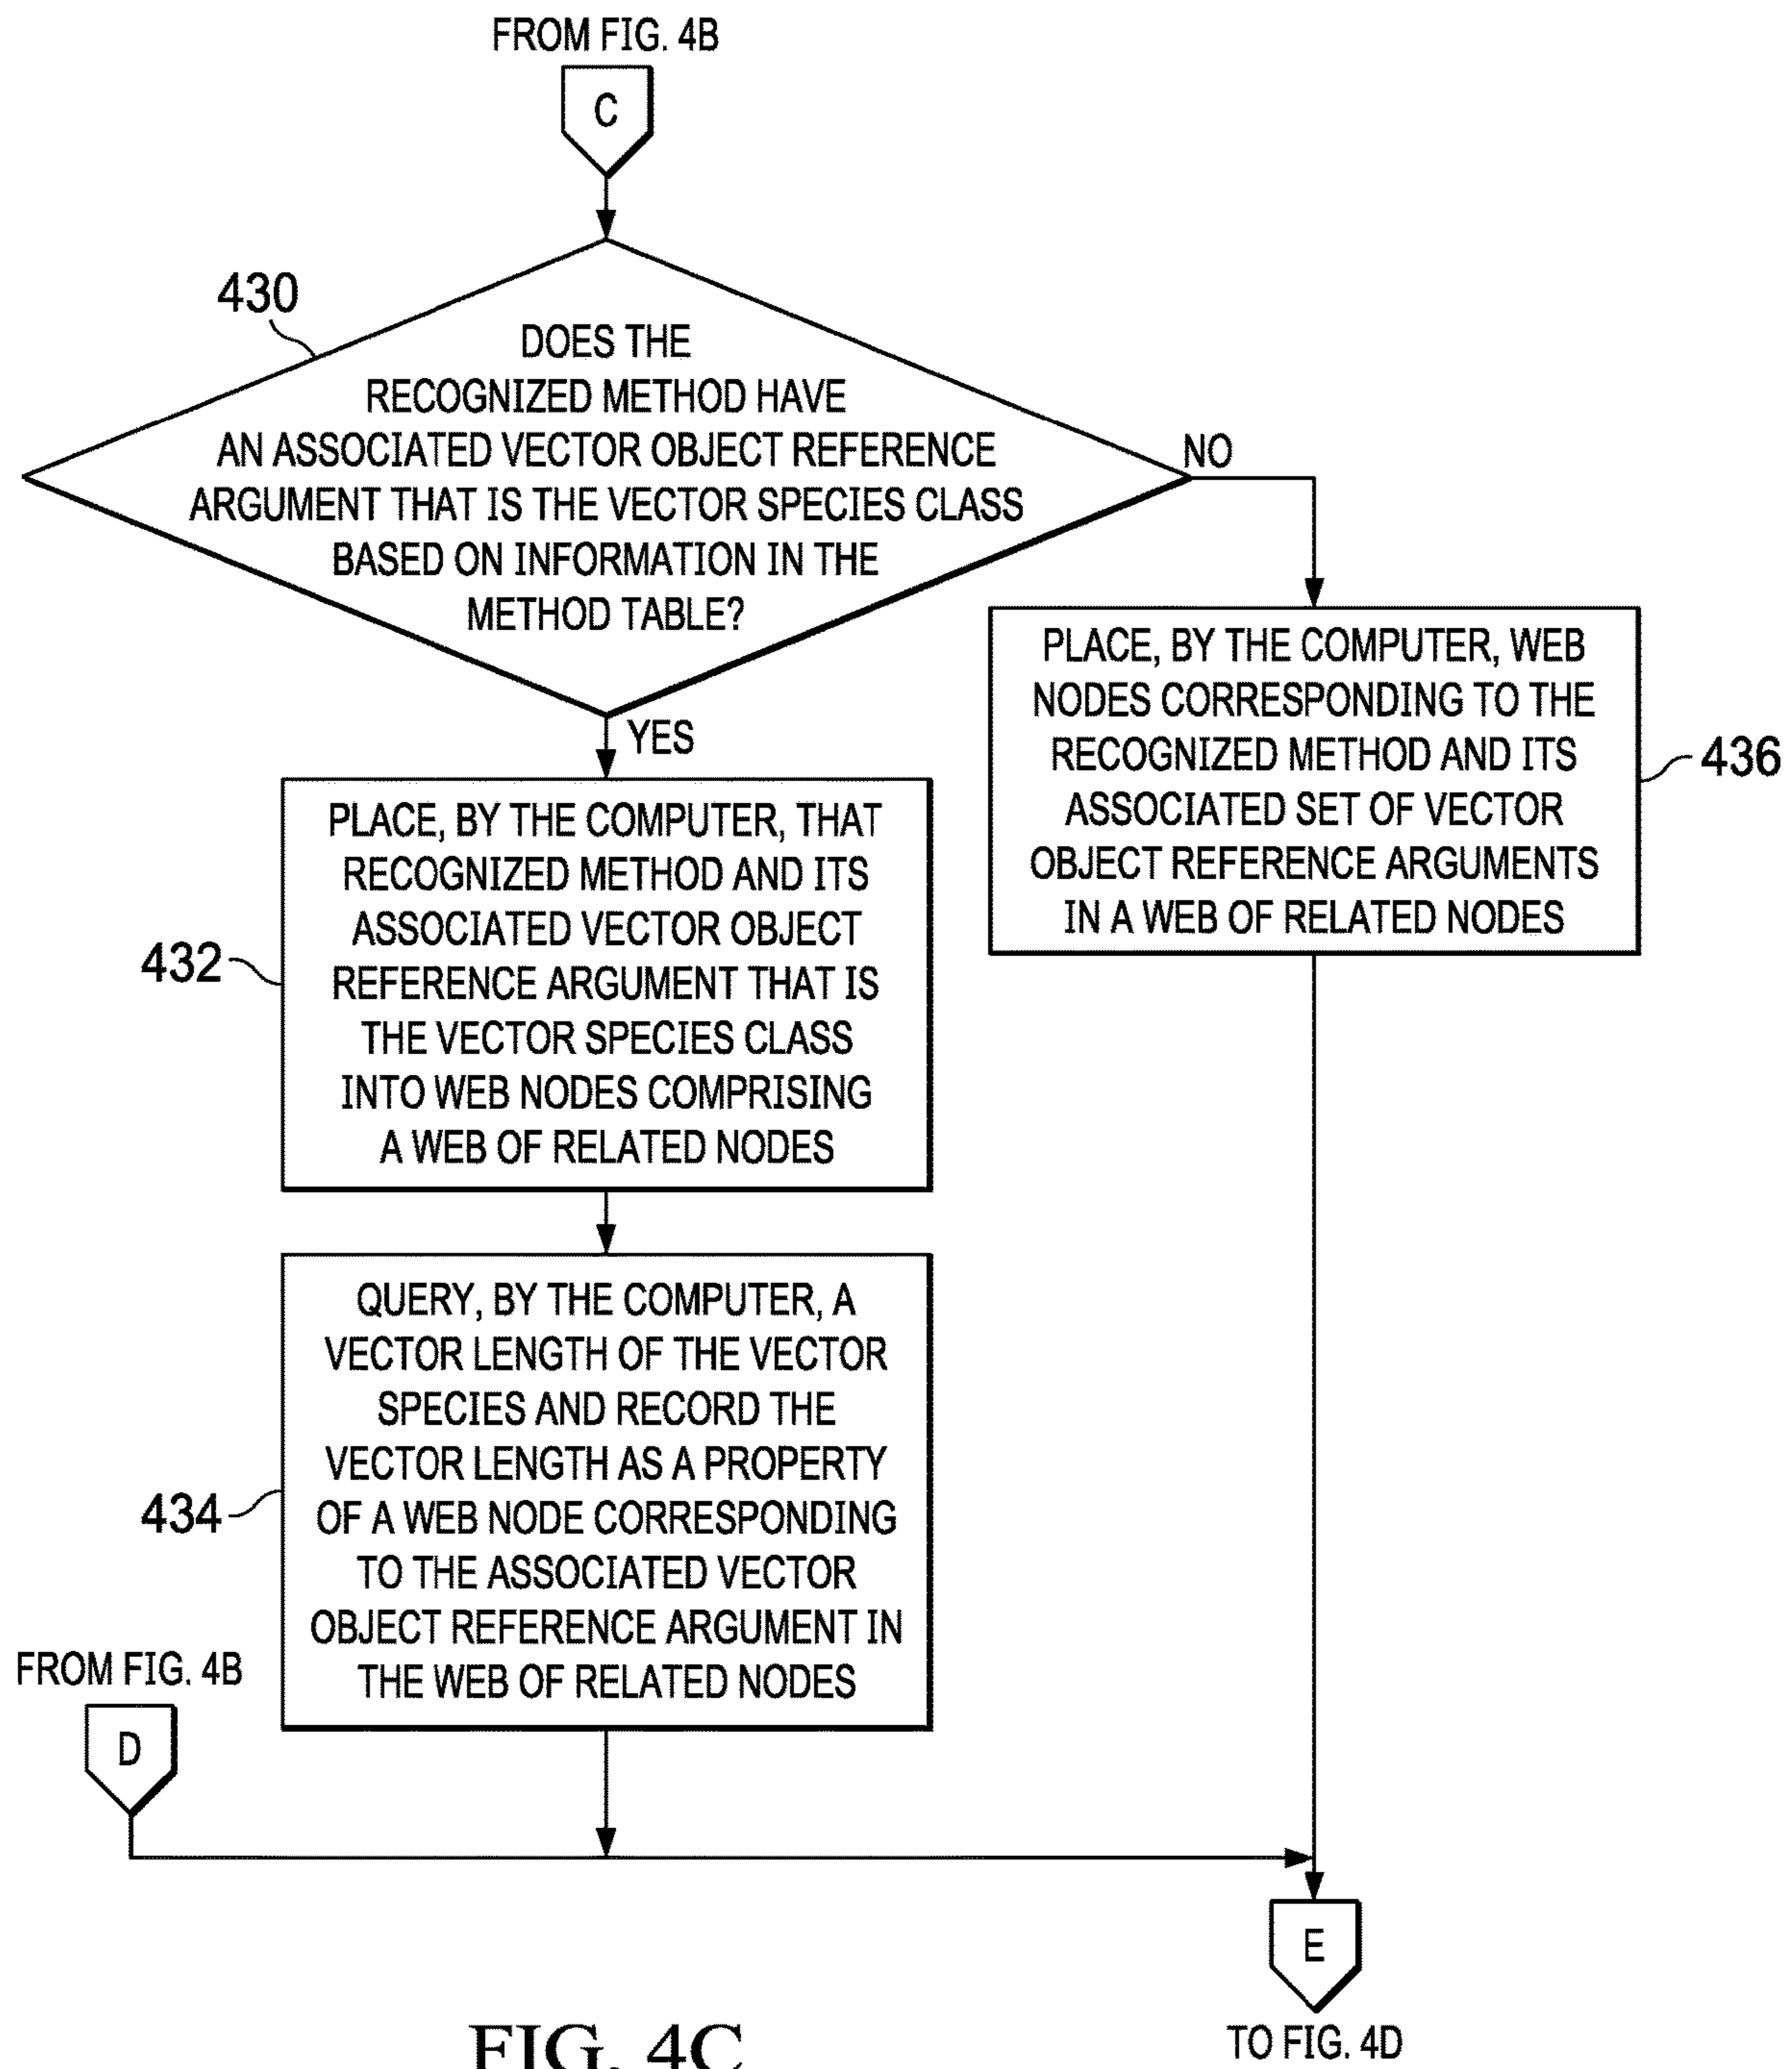 FROM FIG. 4B
C
430
DOES THE
RECOGNIZED METHOD HAVE
AN ASSOCIATED VECTOR OBJECT REFERENCE
ARGUMENT THAT IS THE VECTOR SPECIES CLASS
BASED ON INFORMATION IN THE
METHOD TABLE?
NO
YES
PLACE, BY THE COMPUTER, WEB
NODES CORRESPONDING TO THE
RECOGNIZED METHOD AND ITS
ASSOCIATED SET OF VECTOR
OBJECT REFERENCE ARGUMENTS
IN A WEB OF RELATED NODES
436
PLACE, BY THE COMPUTER, THAT
RECOGNIZED METHOD AND ITS
ASSOCIATED VECTOR OBJECT
REFERENCE ARGUMENT THAT IS
THE VECTOR SPECIES CLASS
INTO WEB NODES COMPRISING
A WEB OF RELATED NODES
432
QUERY, BY THE COMPUTER, A
VECTOR LENGTH OF THE VECTOR
SPECIES AND RECORD THE
VECTOR LENGTH AS A PROPERTY
OF A WEB NODE CORRESPONDING
TO THE ASSOCIATED VECTOR
OBJECT REFERENCE ARGUMENT IN
THE WEB OF RELATED NODES
434
FROM FIG. 4B
D
E
TO FIG. 4D
FIG. 4C